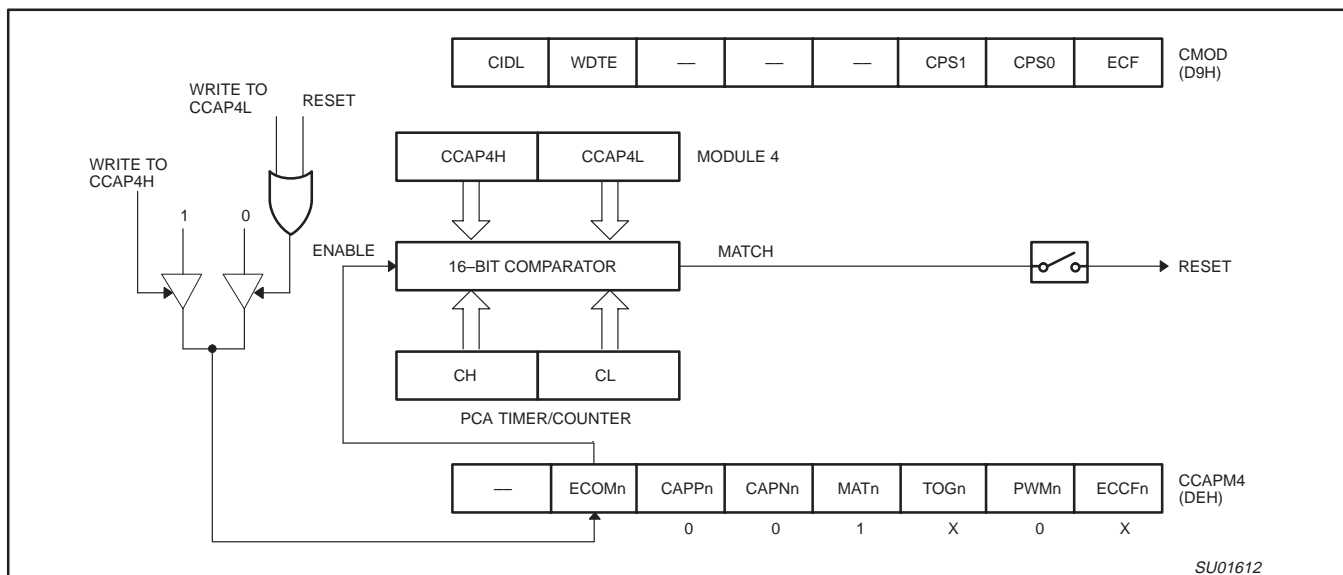 CIDL WDTE — — — CPS1 CPS0 ECF
CMOD
(D9H)
WRITE TO
CCAP4L
RESET
WRITE TO
CCAP4H
CCAP4H CCAP4L MODULE 4
1 0
ENABLE
16–BIT COMPARATOR
MATCH
RESET
CH CL
PCA TIMER/COUNTER
— ECOMn CAPPn CAPNn MATn TOGn PWMn ECCFn
CCAPM4
(DEH)
0 0 1 X 0 X
SU01612